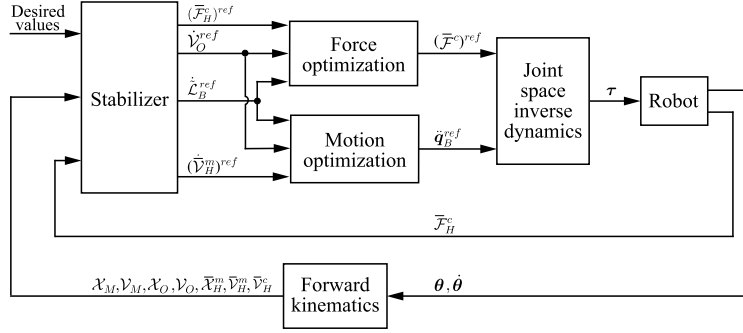 Desired
values
Stabilizer
(ℱ̅_H^c)^ref
𝒱̇_O^ref
ℒ̃̇_B^ref
(𝒱̅̇_H^m)^ref
Force
optimization
Motion
optimization
(ℱ̅^c)^ref
q̈_B^ref
Joint
space
inverse
dynamics
τ
Robot
ℱ̅_H^c
𝒳_M,𝒱_M,𝒳_O,𝒱_O,𝒳̅_H^m,𝒱̅_H^m,𝒱̅_H^c
Forward
kinematics
θ,θ̇